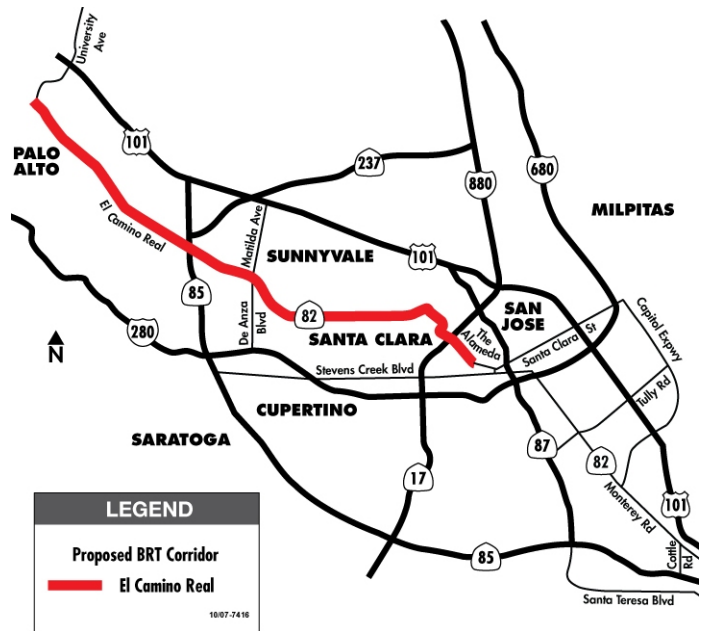 University
Ave
101
PALO
ALTO
237
880
680
MILPITAS
El Camino Real
Matilda Ave
SUNNYVALE
101
85
82
280
De Anza
Blvd
N
SANTA CLARA
The
Alameda
SAN
JOSE
Santa Clara St
Capitol Expwy
Tully Rd
Stevens Creek Blvd
CUPERTINO
SARATOGA
17
87
82
Monterey Rd
101
85
Cottle
Rd
Santa Teresa Blvd
LEGEND
Proposed BRT Corridor
El Camino Real
10/07-7416